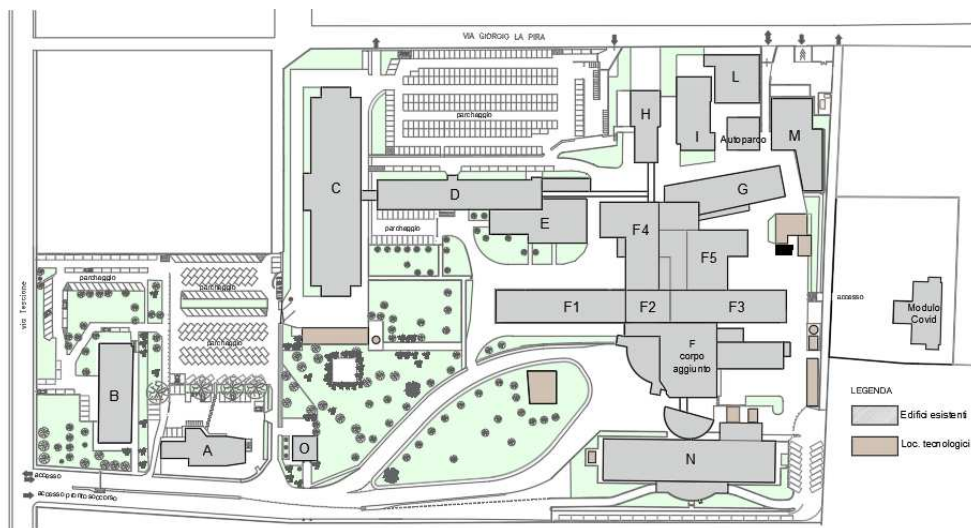 VIA GIORGIO LA PIRA
L
H
I
Autoparco
M
parcheggio
C
D
G
E
parcheggio
F4
F5
via Tescione
parcheggio
parcheggio
F1
F2
F3
accesso
Modulo
Covid
parcheggio
F
corpo
aggiunto
B
LEGENDA
Edifici esistenti
Loc. tecnologici
A
O
N
accesso
accesso pronto soccorso